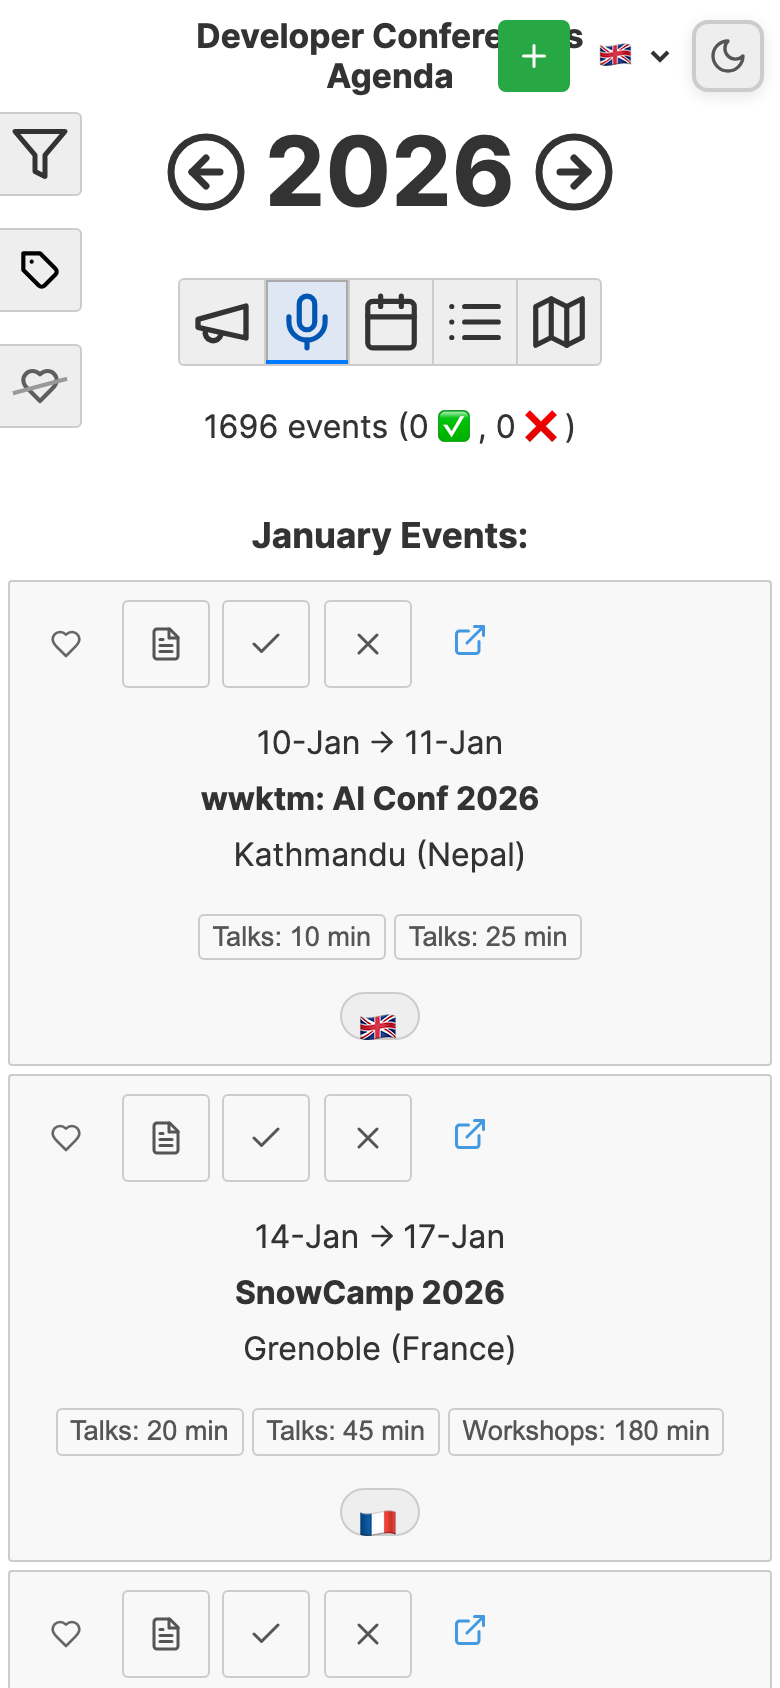 Developer Confere s
Agenda
2026
1696 events (0 ✅ , 0 ❌ )
January Events:
10-Jan → 11-Jan
wwktm: AI Conf 2026
Kathmandu (Nepal)
Talks: 10 min Talks: 25 min
14-Jan → 17-Jan
SnowCamp 2026
Grenoble (France)
Talks: 20 min Talks: 45 min Workshops: 180 min